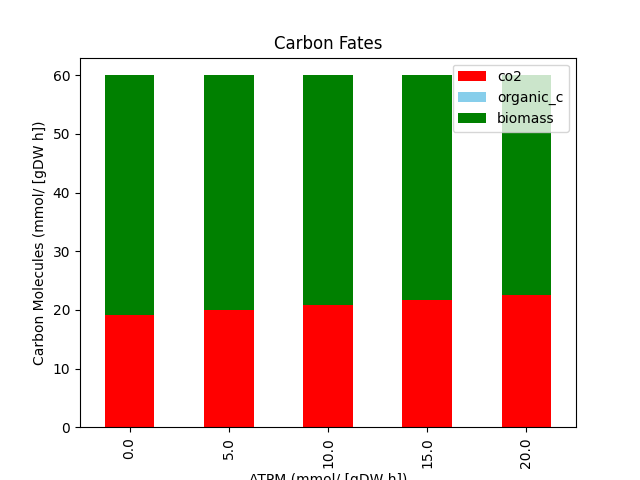 Carbon Fates
Carbon Molecules (mmol/ [gDW h])
60
50
40
30
20
10
0
co2
organic_c
biomass
0.0
5.0
10.0
15.0
20.0
ATPM (mmol/ [gDW h])